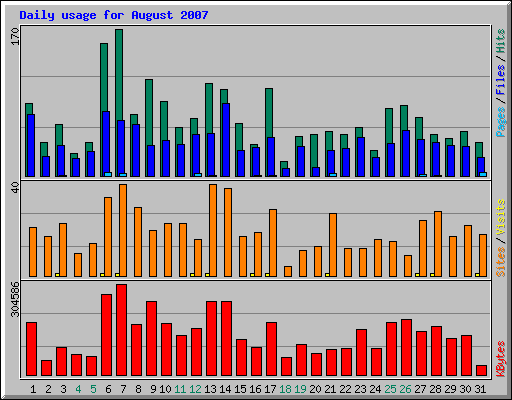 Daily usage for August 2007
170
Pages / Files / Hits
40
Sites / Visits
304586
KBytes
1 2 3 4 5 6 7 8 9 10 11 12 13 14 15 16 17 18 19 20 21 22 23 24 25 26 27 28 29 30 31